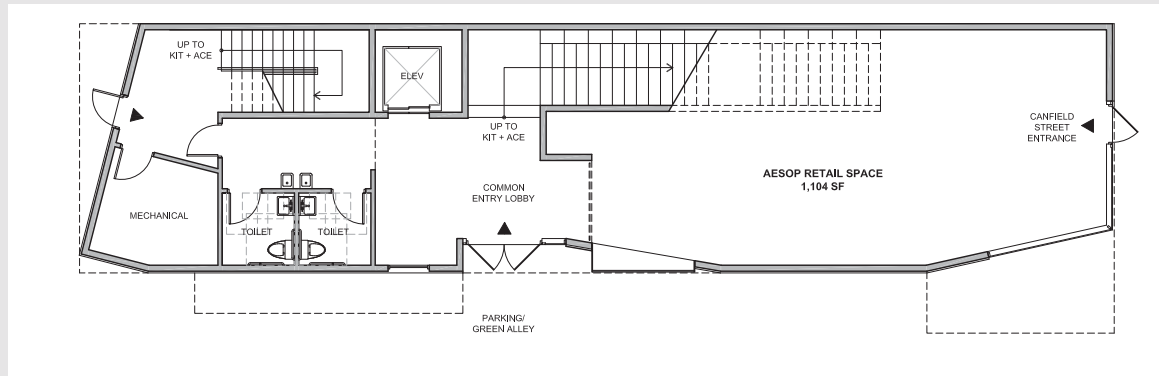 UP TO
KIT + ACE
ELEV
UP TO
KIT + ACE
CANFIELD
STREET
ENTRANCE
AESOP RETAIL SPACE
1,104 SF
COMMON
ENTRY LOBBY
MECHANICAL
TOILET
TOILET
PARKING/
GREEN ALLEY